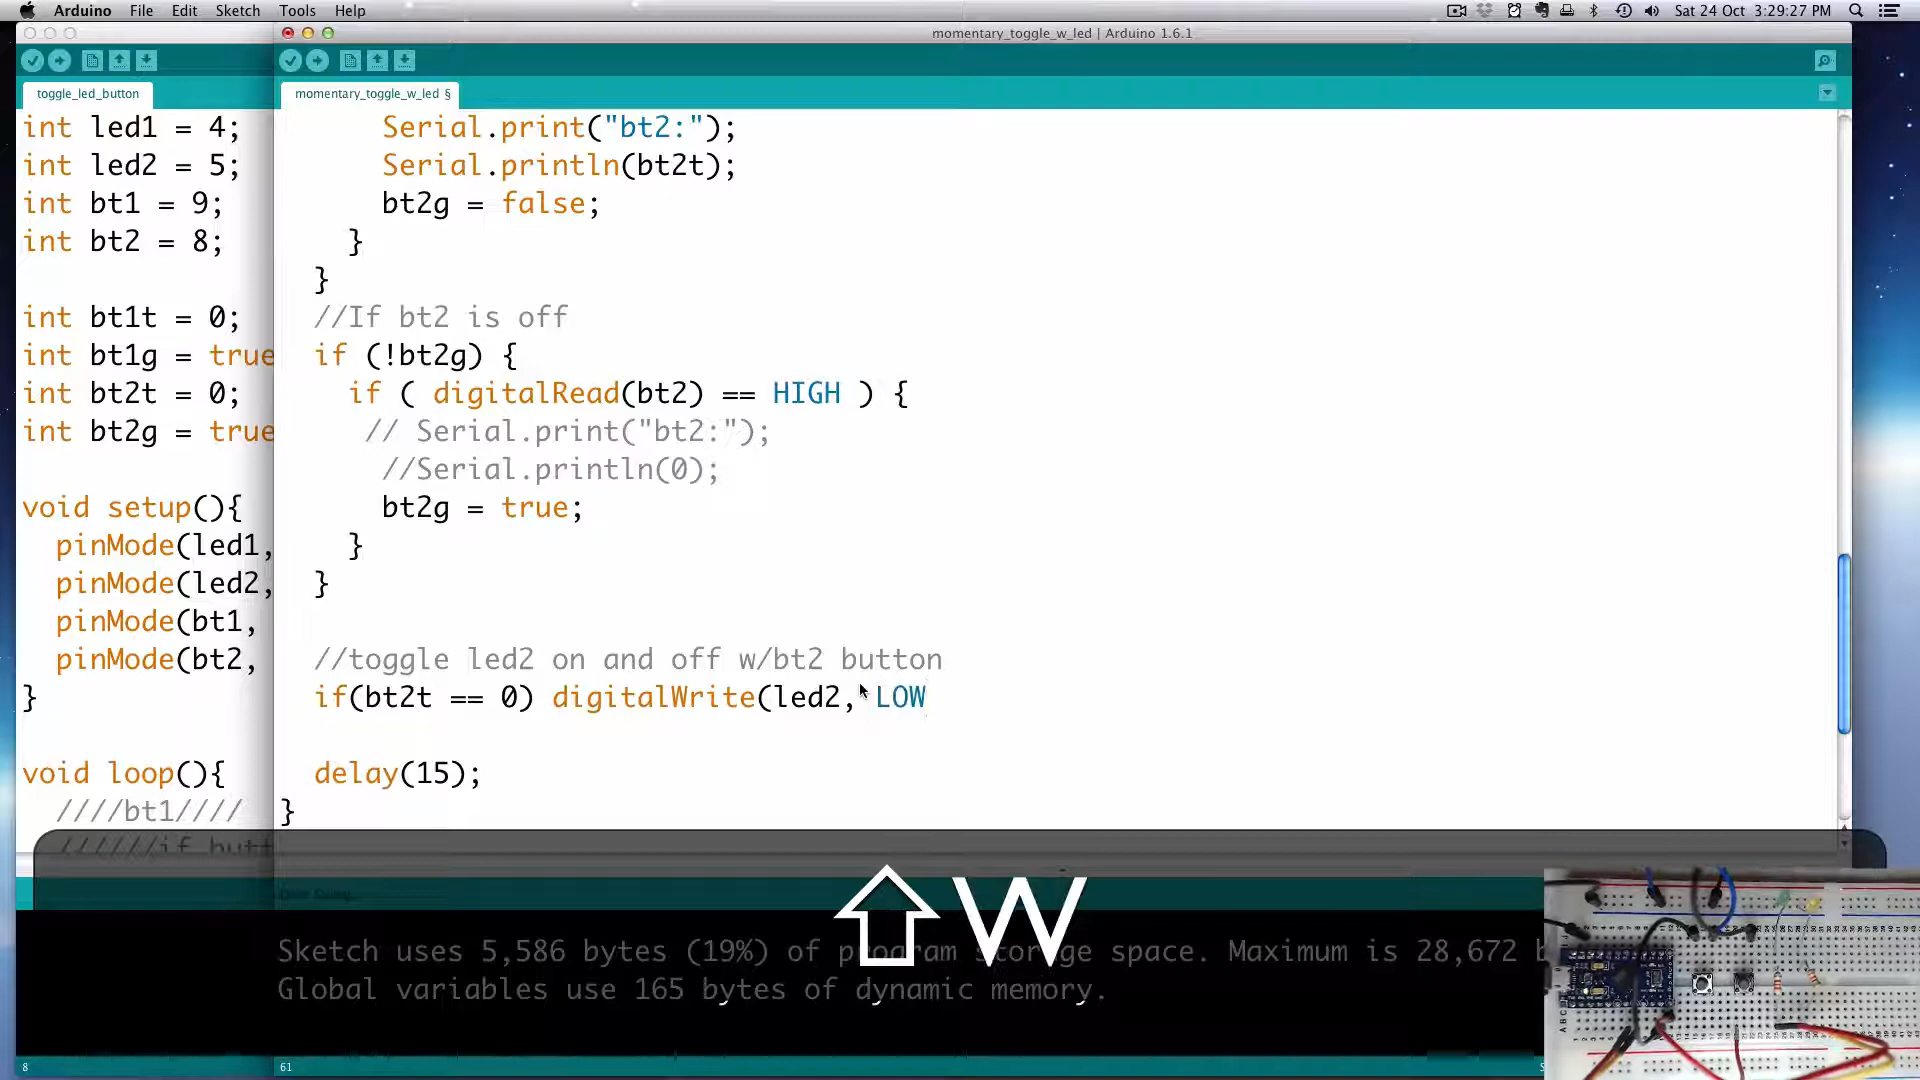 Arduino File Edit Sketch Tools Help
Sat 24 Oct 3:29:27 PM
momentary_toggle_w_led | Arduino 1.6.1
toggle_led_button
int led1 = 4;
int led2 = 5;
int bt1 = 9;
int bt2 = 8;
int bt1t = 0;
int bt1g = true
int bt2t = 0;
int bt2g = true
void setup(){
pinMode(led1,
pinMode(led2,
pinMode(bt1,
pinMode(bt2,
}
void loop(){
////bt1////
//////if butt
8
momentary_toggle_w_led §
Serial.print("bt2:");
Serial.println(bt2t);
bt2g = false;
}
}
//If bt2 is off
if (!bt2g) {
if ( digitalRead(bt2) == HIGH ) {
// Serial.print("bt2:");
//Serial.println(0);
bt2g = true;
}
}
//toggle led2 on and off w/bt2 button
if(bt2t == 0) digitalWrite(led2, LOW
delay(15);
}
⇧W
Sketch uses 5,586 bytes (19%) of program storage space. Maximum is 28,672 b
Global variables use 165 bytes of dynamic memory.
61